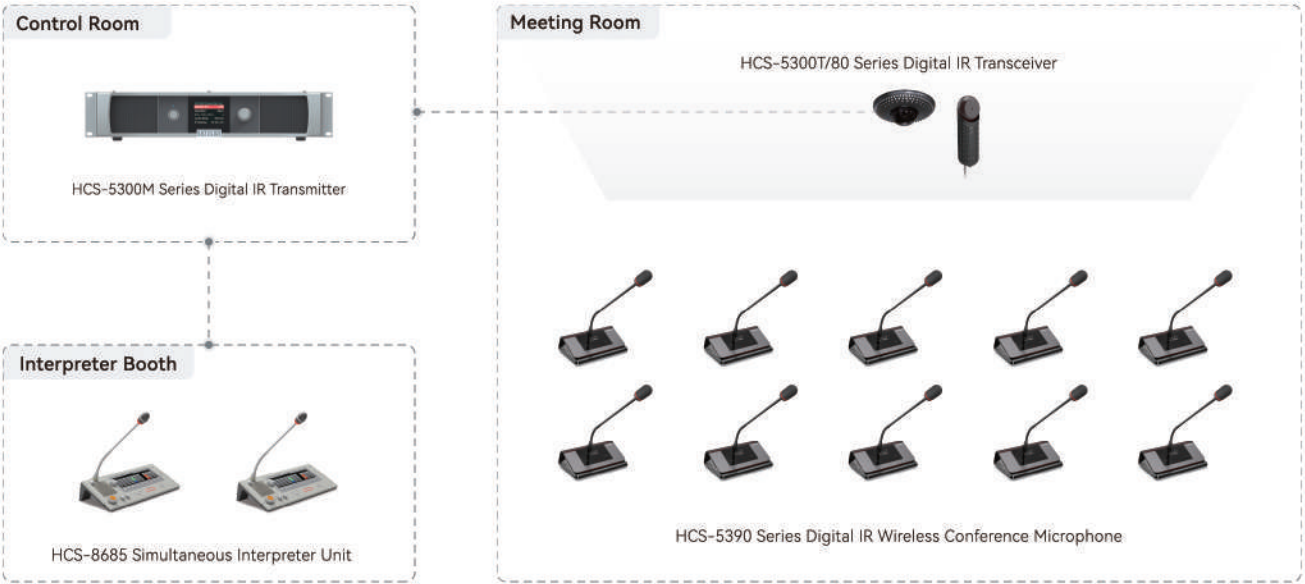 Control Room
HCS-5300M Series Digital IR Transmitter
Interpreter Booth
HCS-8685 Simultaneous Interpreter Unit
Meeting Room
HCS-5300T/80 Series Digital IR Transceiver
HCS-5390 Series Digital IR Wireless Conference Microphone